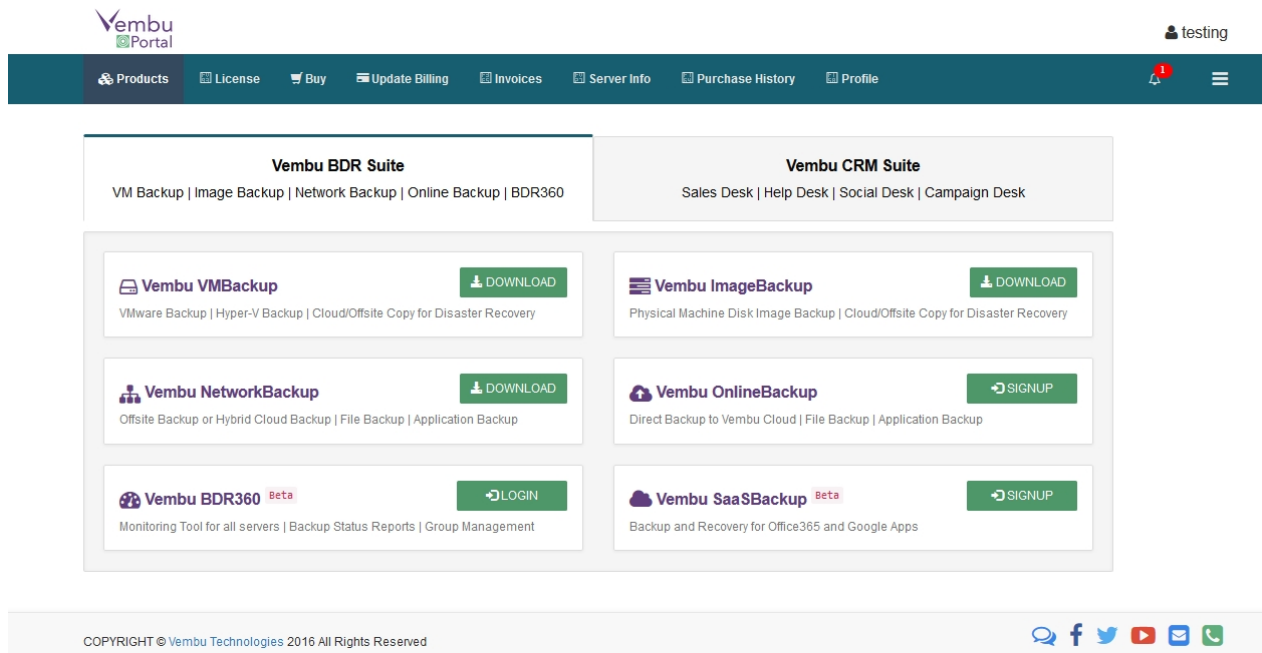 Vembu
Portal
testing
Products License Buy Update Billing Invoices Server Info Purchase History Profile 1
Vembu BDR Suite
VM Backup | Image Backup | Network Backup | Online Backup | BDR360
Vembu CRM Suite
Sales Desk | Help Desk | Social Desk | Campaign Desk
Vembu VMBackup DOWNLOAD
VMware Backup | Hyper-V Backup | Cloud/Offsite Copy for Disaster Recovery
Vembu ImageBackup DOWNLOAD
Physical Machine Disk Image Backup | Cloud/Offsite Copy for Disaster Recovery
Vembu NetworkBackup DOWNLOAD
Offsite Backup or Hybrid Cloud Backup | File Backup | Application Backup
Vembu OnlineBackup SIGNUP
Direct Backup to Vembu Cloud | File Backup | Application Backup
Vembu BDR360 Beta LOGIN
Monitoring Tool for all servers | Backup Status Reports | Group Management
Vembu SaaSBackup Beta SIGNUP
Backup and Recovery for Office365 and Google Apps
COPYRIGHT © Vembu Technologies 2016 All Rights Reserved